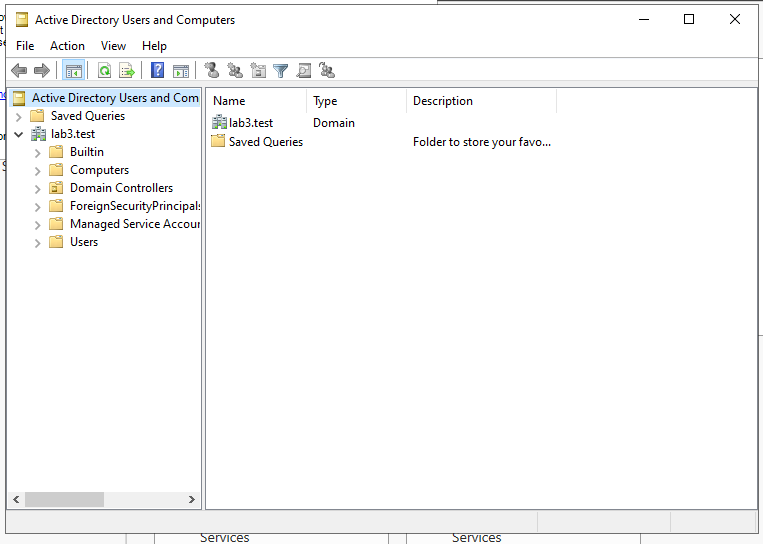 Active Directory Users and Computers
File Action View Help
Active Directory Users and Com
Saved Queries
lab3.test
Builtin
Computers
Domain Controllers
ForeignSecurityPrincipals
Managed Service Accour
Users
Name Type Description
lab3.test Domain
Saved Queries Folder to store your favo...
Services Services